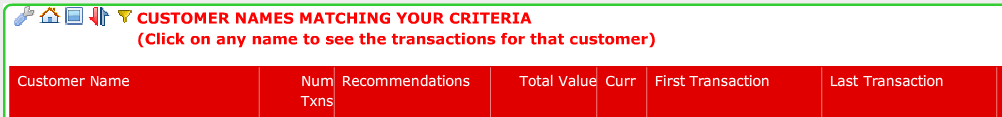 CUSTOMER NAMES MATCHING YOUR CRITERIA
(Click on any name to see the transactions for that customer)
Customer Name Num Txns Recommendations Total Value Curr First Transaction Last Transaction